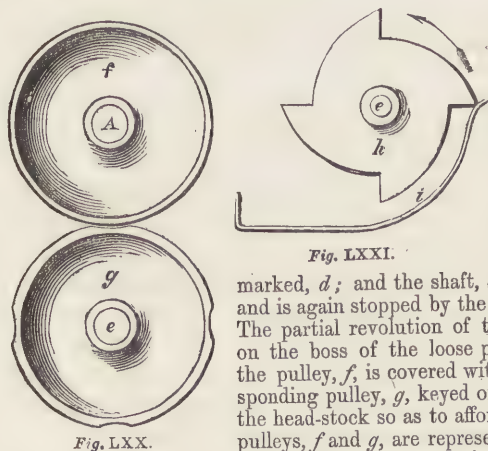 f
A
g
e
Fig. LXX.
e
h
i
Fig. LXXI.
marked, d; and the shaft,
and is again stopped by the
The partial revolution of t
on the boss of the loose p
the pulley, f, is covered wit
sponding pulley, g, keyed o
the head-stock so as to affor
pulleys, f and g, are represe